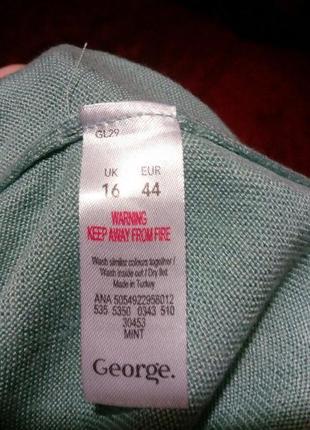 GL29
UK EUR
16 44
WARNING
KEEP AWAY FROM FIRE
Wash similar colours together/
Wash inside out / Dry flat
Made in Turkey
ANA 5054922958012
535 5350 0343 510
30453
MINT
George.